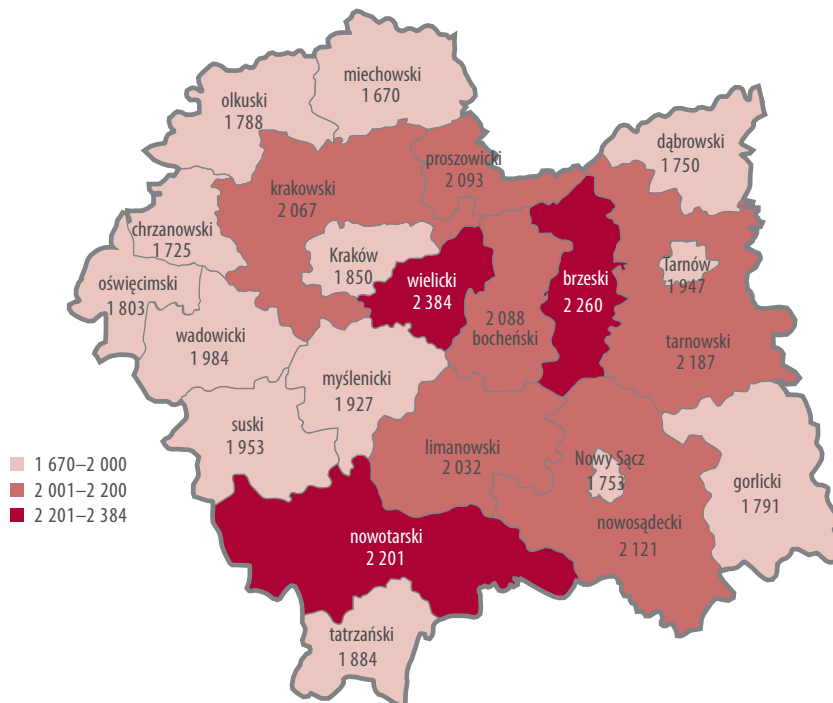 miechowski
1 670
olkuski
1 788
dąbrowski
1 750
proszowicki
2 093
krakowski
2 067
chrzanowski
1 725
Kraków
1 850
wielicki
2 384
brzeski
2 260
Tarnów
1 947
oświęcimski
1 803
wadowicki
1 984
2 088
bocheński
tarnowski
2 187
myślenicki
1 927
suski
1 953
limanowski
2 032
Nowy Sącz
1 753
gorlicki
1 791
nowosądecki
2 121
nowotarski
2 201
tatrzański
1 884
1 670–2 000
2 001–2 200
2 201–2 384